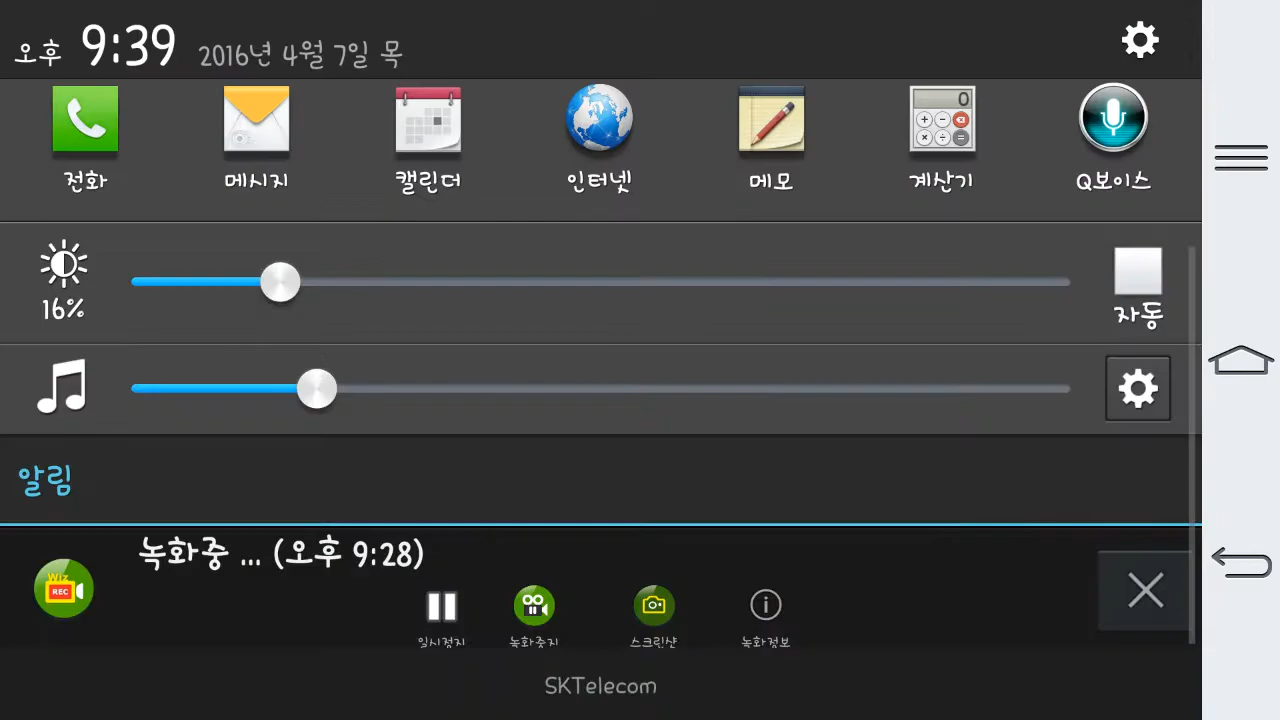 오후 9:39 2016년 4월 7일 목
전화 메시지 캘린더 인터넷 메모 계산기 Q보이스
0
16%
자동
알림
녹화중 ... (오후 9:28)
Wiz
REC
일시정지 녹화중지 스크린샷 녹화정보
SKTelecom